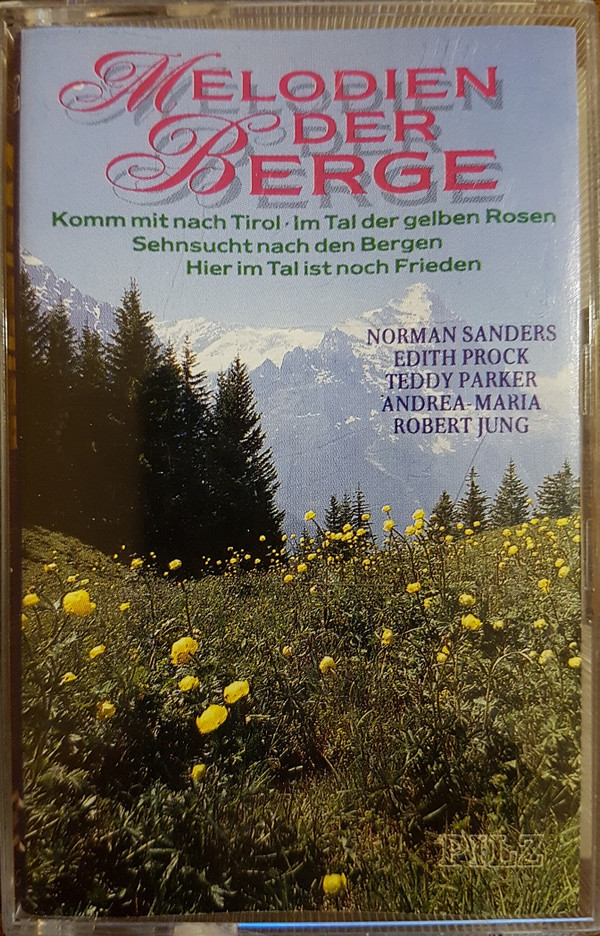 MELODIEN
DER
BERGE
Komm mit nach Tirol · Im Tal der gelben Rosen
Sehnsucht nach den Bergen
Hier im Tal ist noch Frieden
NORMAN SANDERS
EDITH PROCK
TEDDY PARKER
ANDREA-MARIA
ROBERT JUNG
PILZ